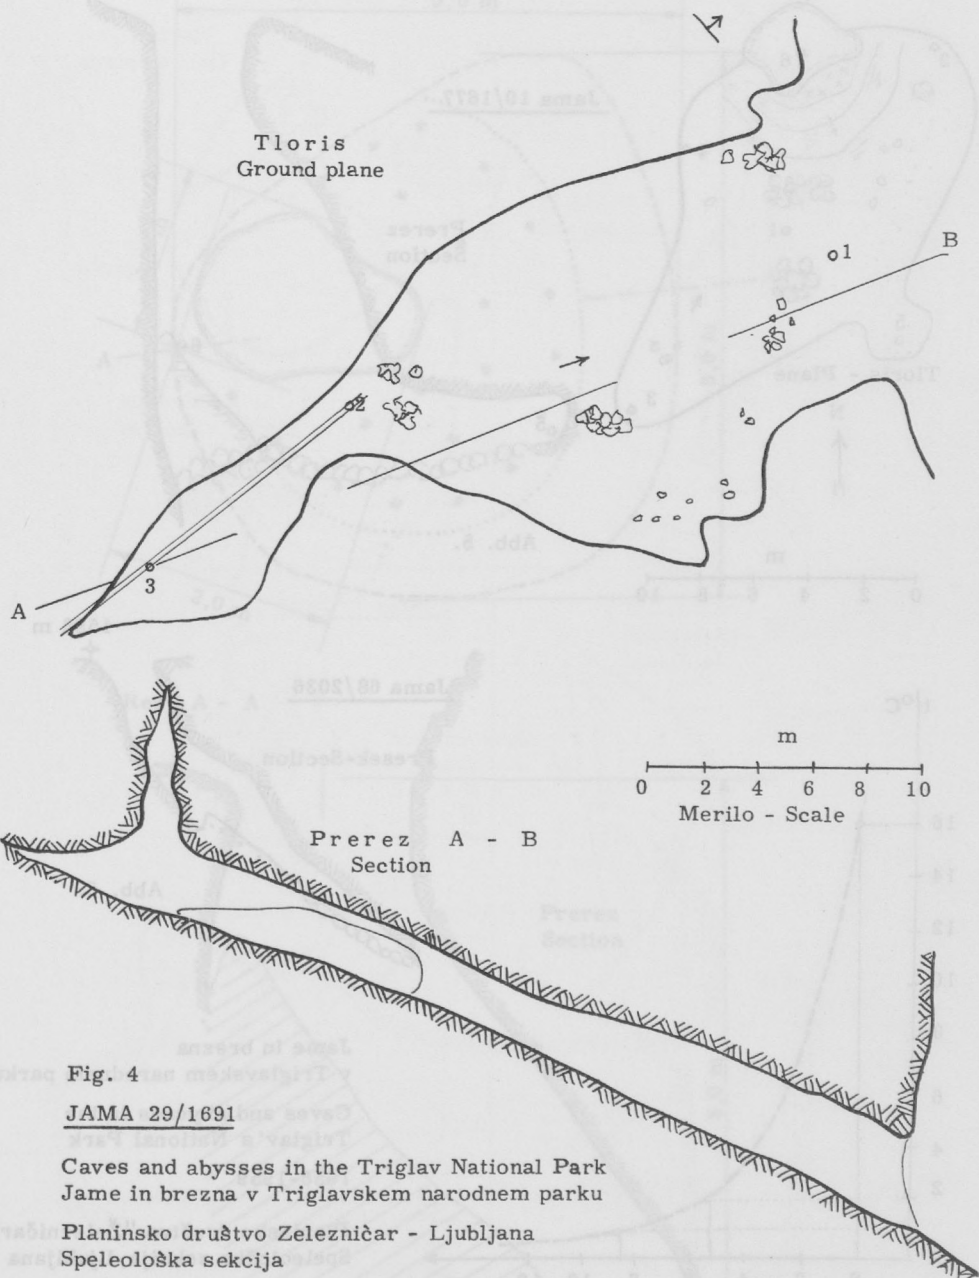 Tloris
Ground plane
B
1
2
3
A
m
0 2 4 6 8 10
Merilo - Scale
Prerez A - B
Section
Fig. 4
JAMA 29/1691
Caves and abysses in the Triglav National Park
Jame in brezna v Triglavskem narodnem parku
Planinsko društvo Zelezničar - Ljubljana
Speleološka sekcija